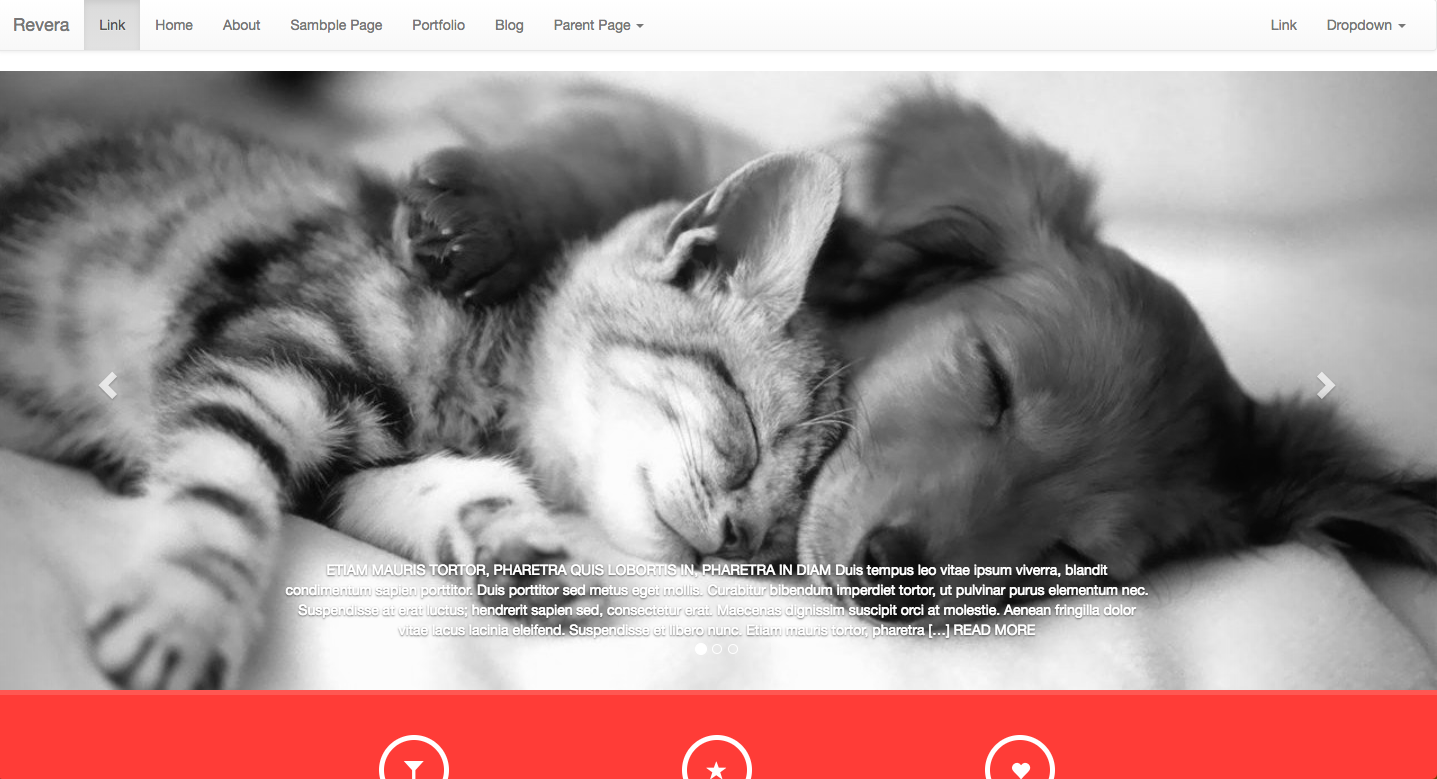 Revera Link Home About Sambple Page Portfolio Blog Parent Page Link Dropdown
ETIAM MAURIS TORTOR, PHARETRA QUIS LOBORTIS IN, PHARETRA IN DIAM Duis tempus leo vitae ipsum viverra, blandit
condimentum sapien porttitor. Duis porttitor sed metus eget mollis. Curabitur bibendum imperdiet tortor, ut pulvinar purus elementum nec.
Suspendisse at erat luctus; hendrerit sapien sed, consectetur erat. Maecenas dignissim suscipit orci at molestie. Aenean fringilla dolor
vitae lacus lacinia eleifend. Suspendisse et libero nunc. Etiam mauris tortor, pharetra [...] READ MORE